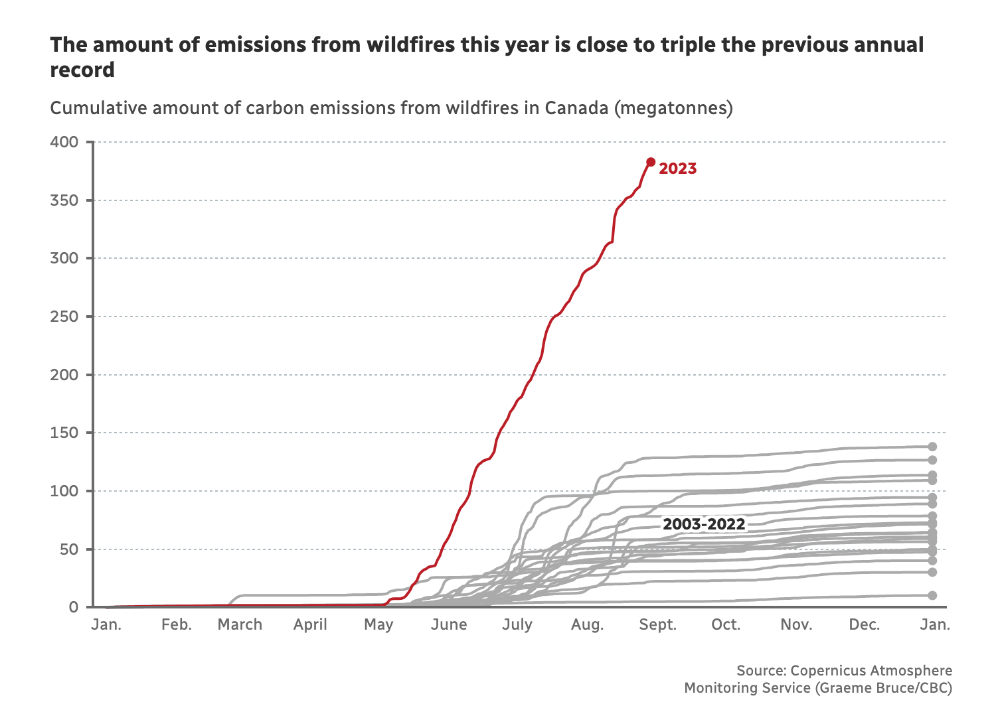 The amount of emissions from wildfires this year is close to triple the previous annual
record
Cumulative amount of carbon emissions from wildfires in Canada (megatonnes)
400
2023
350
300
250
200
150
100
2003-2022
50
0
Jan. Feb. March April May June July Aug. Sept. Oct. Nov. Dec. Jan.
Source: Copernicus Atmosphere
Monitoring Service (Graeme Bruce/CBC)